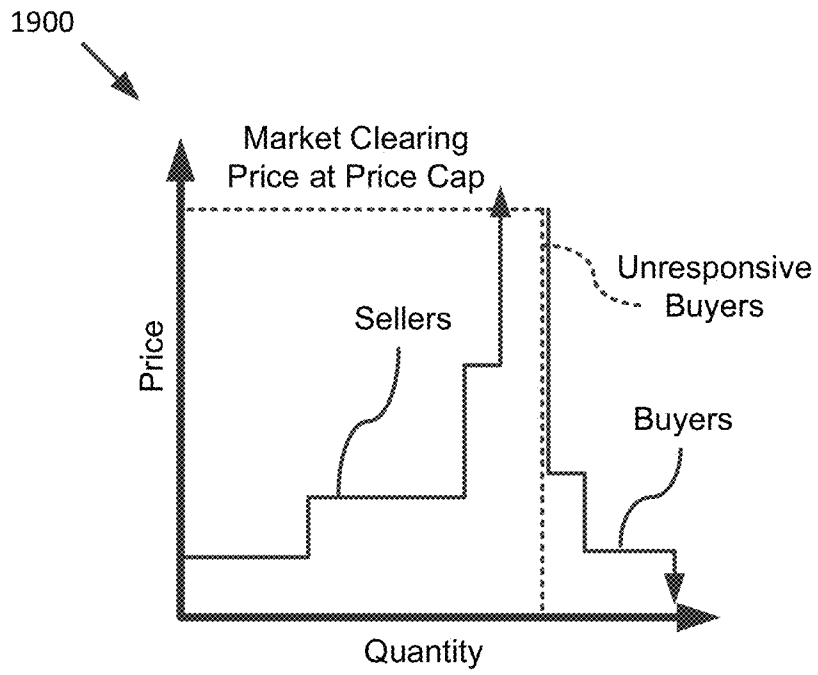 1900
Market Clearing
Price at Price Cap
Unresponsive
Buyers
Sellers
Price
Buyers
Quantity